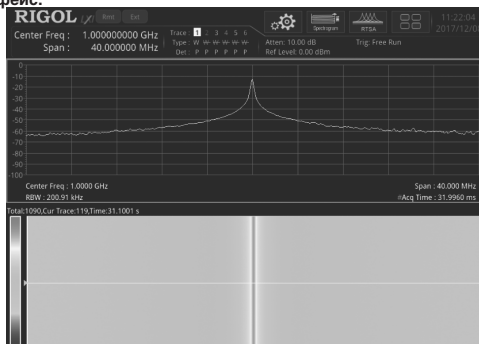 фейс.
RIGOL Rmt Ext
Center Freq : 1.000000000 GHz
Span : 40.000000 MHz
Trace : 1 2 3 4 5 6
Type : W W W W W W
Det : P P P P P P
Atten: 10.00 dB
Ref Level: 0.00 dBm
Spectrogram
RTSA
Trig: Free Run
11:22:04
0
-10
-20
-30
-40
-50
-60
-70
-80
-90
-100
Center Freq : 1.0000 GHz Span : 40.000 MHz
RBW : 200.91 kHz #Acq Time : 31.9960 ms
Total:1090,Cur Trace:119,Time:31.1001 s